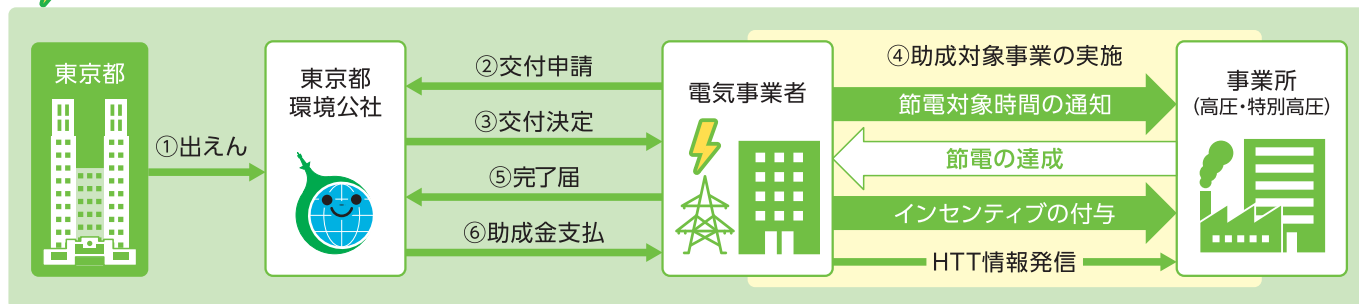 東京都
①出えん
東京都
環境公社
②交付申請
③交付決定
⑤完了届
⑥助成金支払
電気事業者
④助成対象事業の実施
節電対象時間の通知
節電の達成
インセンティブの付与
HTT情報発信
事業所
(高圧・特別高圧)